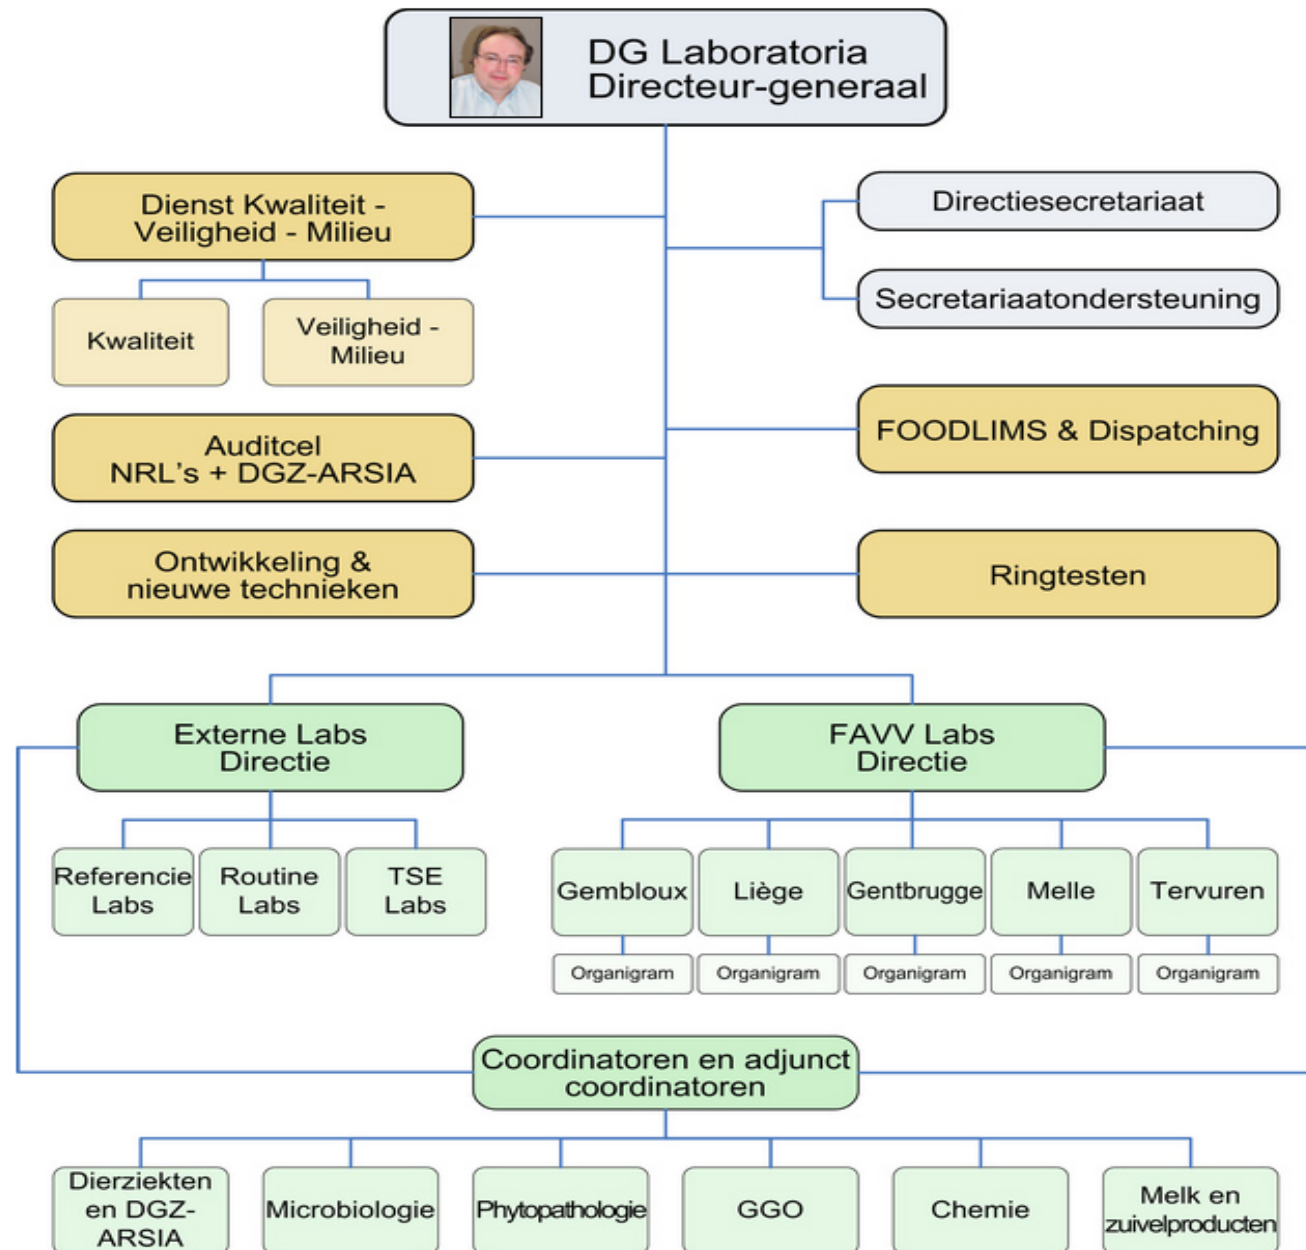 DG Laboratoria
Directeur-generaal
Dienst Kwaliteit -
Veiligheid - Milieu
Directiesecretariaat
Secretariaatondersteuning
Kwaliteit
Veiligheid -
Milieu
Auditcel
NRL's + DGZ-ARSIA
FOODLIMS & Dispatching
Ontwikkeling &
nieuwe technieken
Ringtesten
Externe Labs
Directie
FAVV Labs
Directie
Referencie
Labs
Routine
Labs
TSE
Labs
Gembloux
Liège
Gentbrugge
Melle
Tervuren
Organigram
Organigram
Organigram
Organigram
Organigram
Coordinatoren en adjunct
coordinatoren
Dierziekten
en DGZ-
ARSIA
Microbiologie
Phytopathologie
GGO
Chemie
Melk en
zuivelproducten